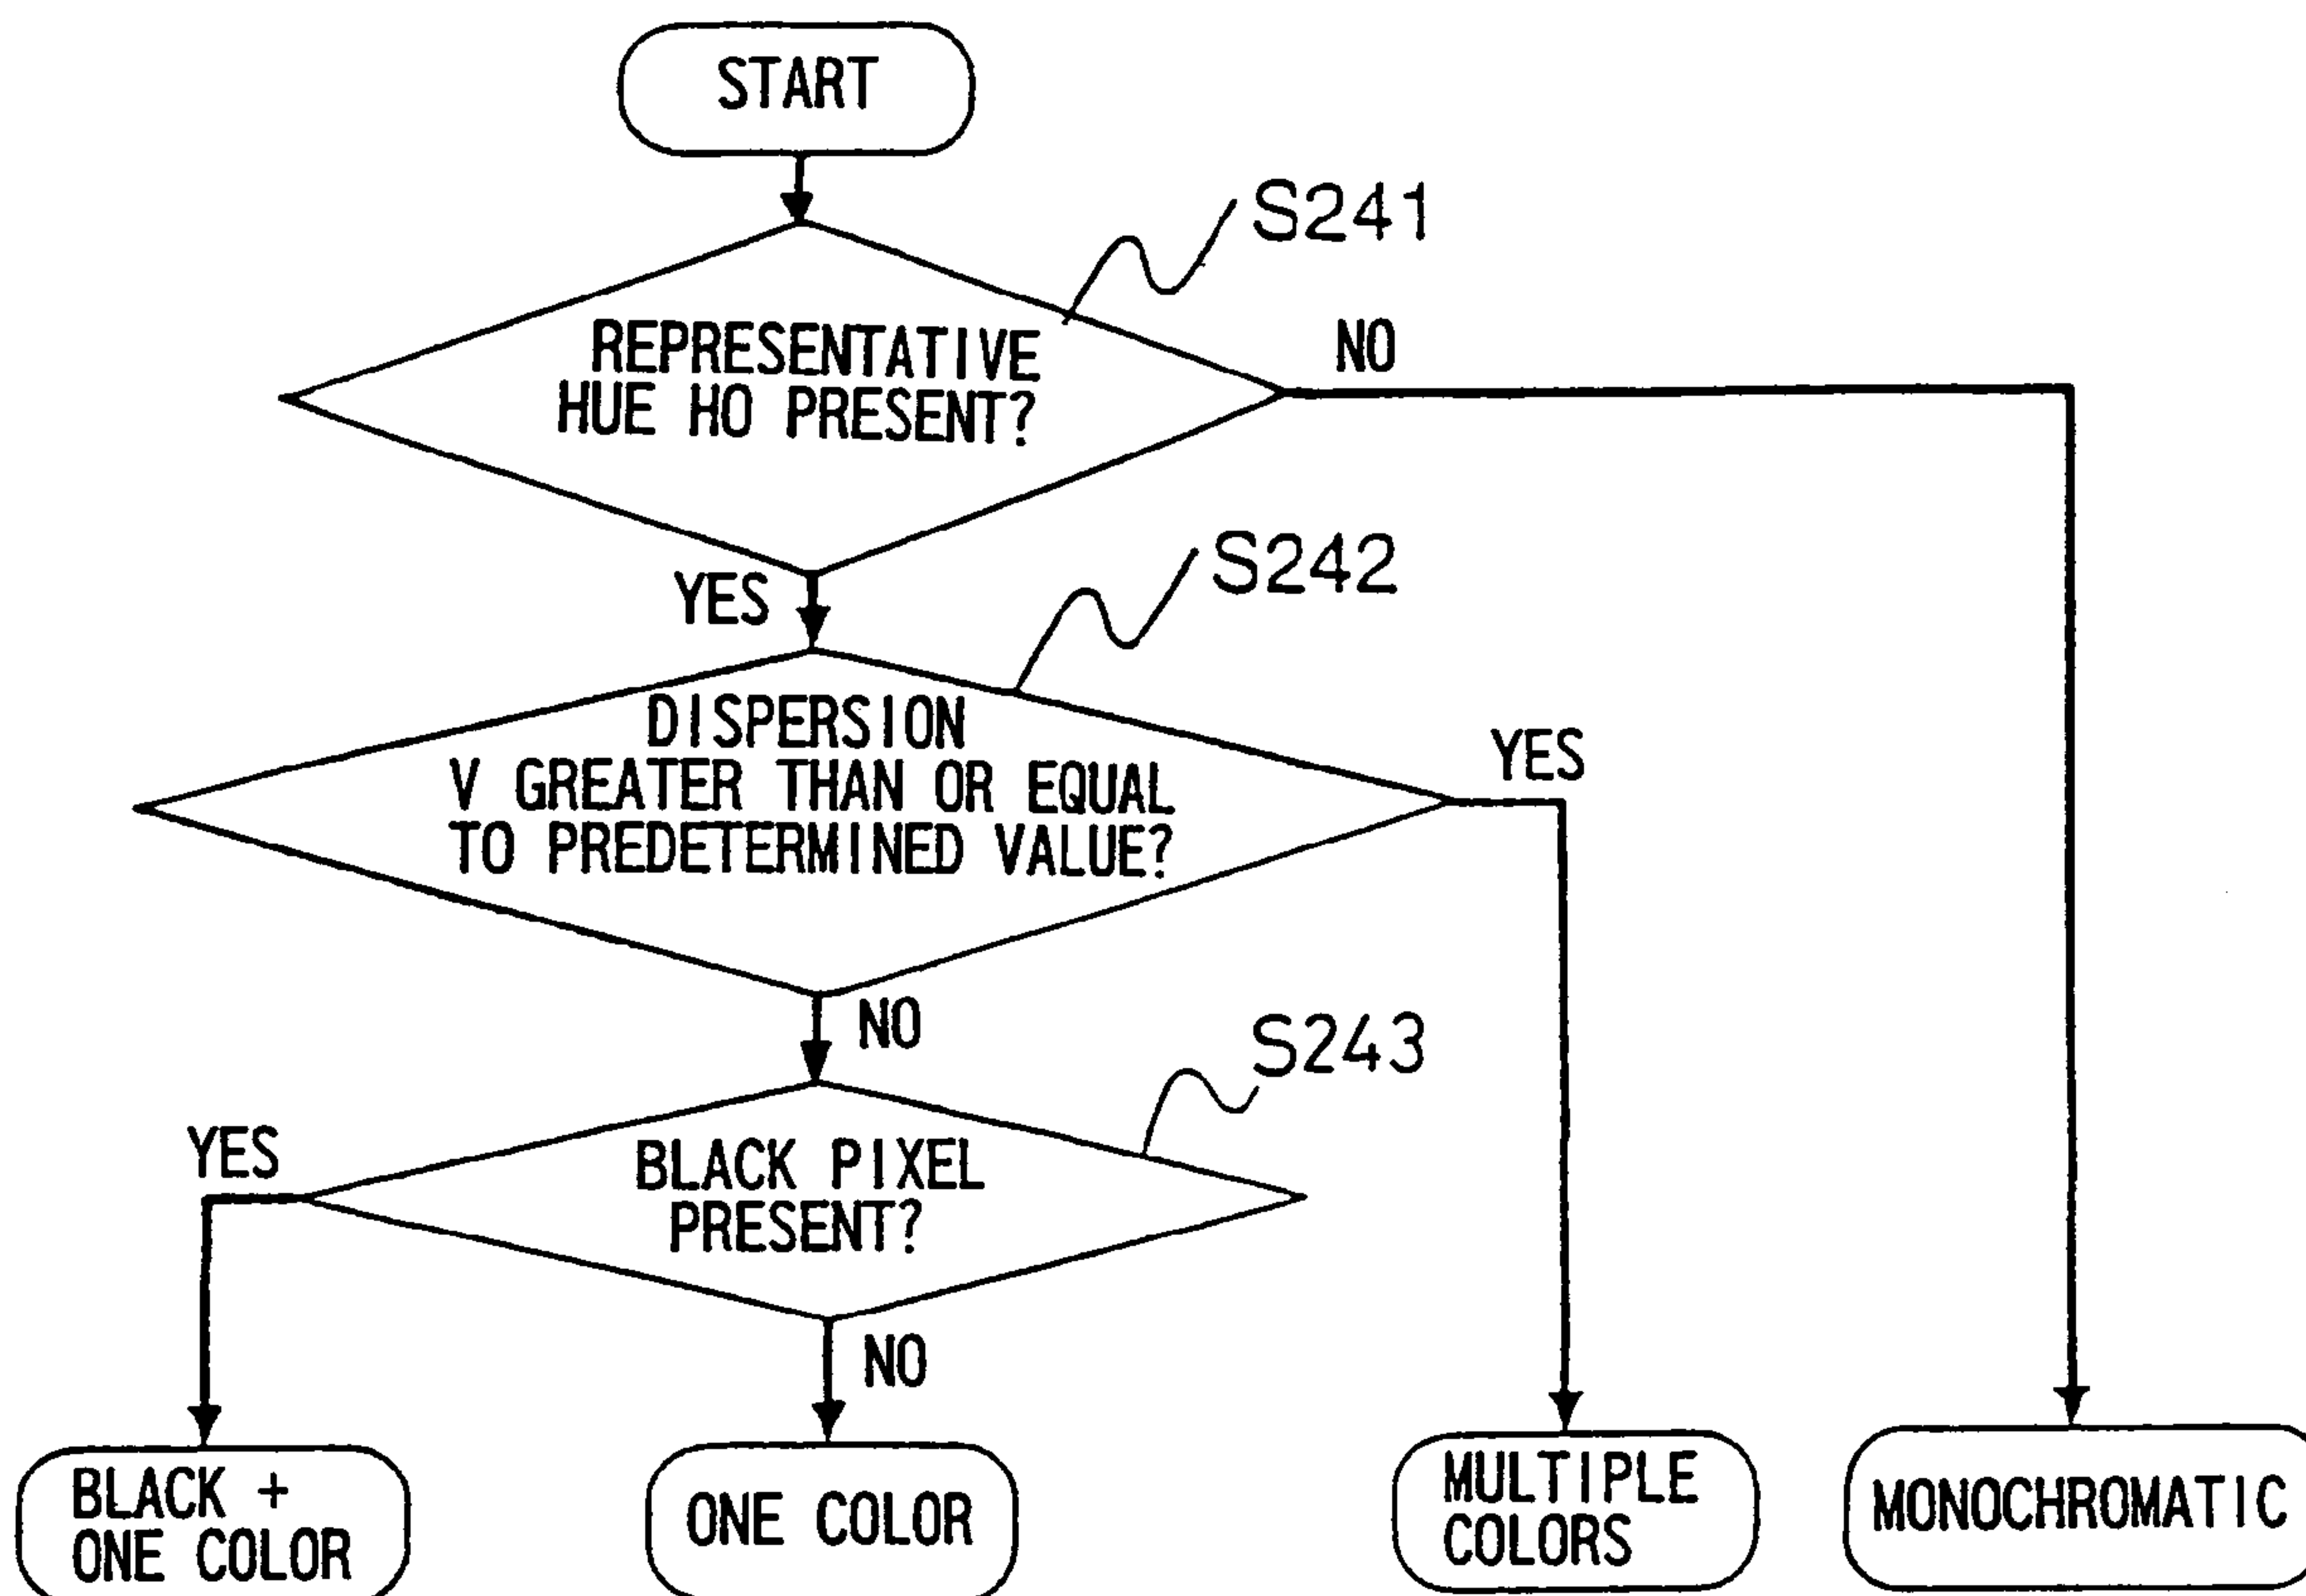 START
S241
REPRESENTATIVE
HUE HO PRESENT?
NO
YES
S242
DISPERSION
V GREATER THAN OR EQUAL
TO PREDETERMINED VALUE?
YES
NO
S243
YES
BLACK PIXEL
PRESENT?
NO
BLACK +
ONE COLOR
ONE COLOR
MULTIPLE
COLORS
MONOCHROMATIC